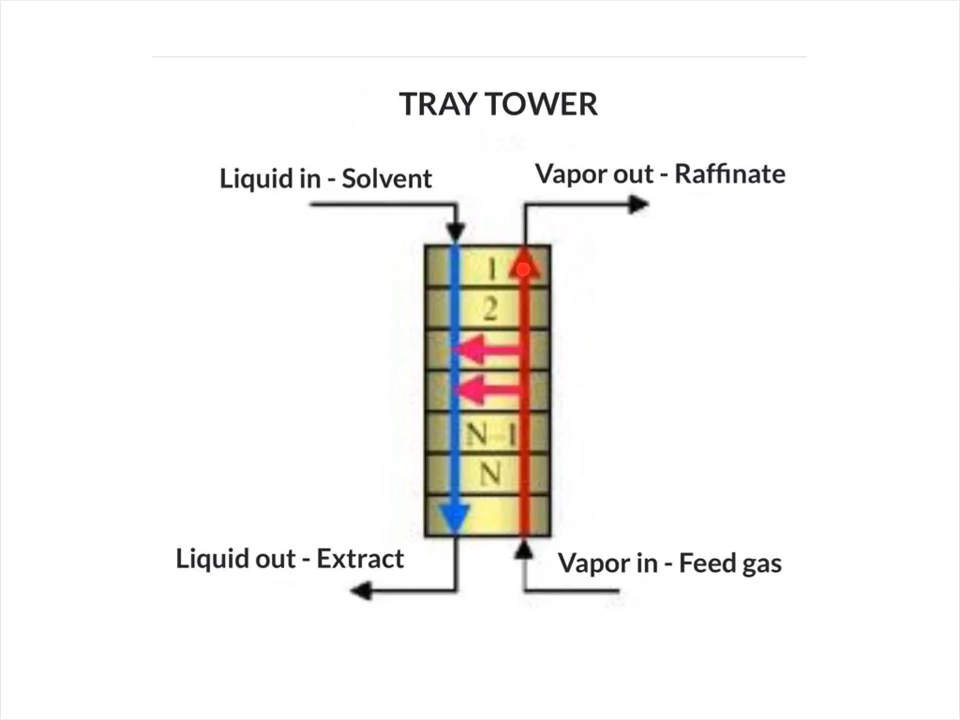 TRAY TOWER
Liquid in - Solvent
Vapor out - Raffinate
1
2
N-1
N
Liquid out - Extract
Vapor in - Feed gas